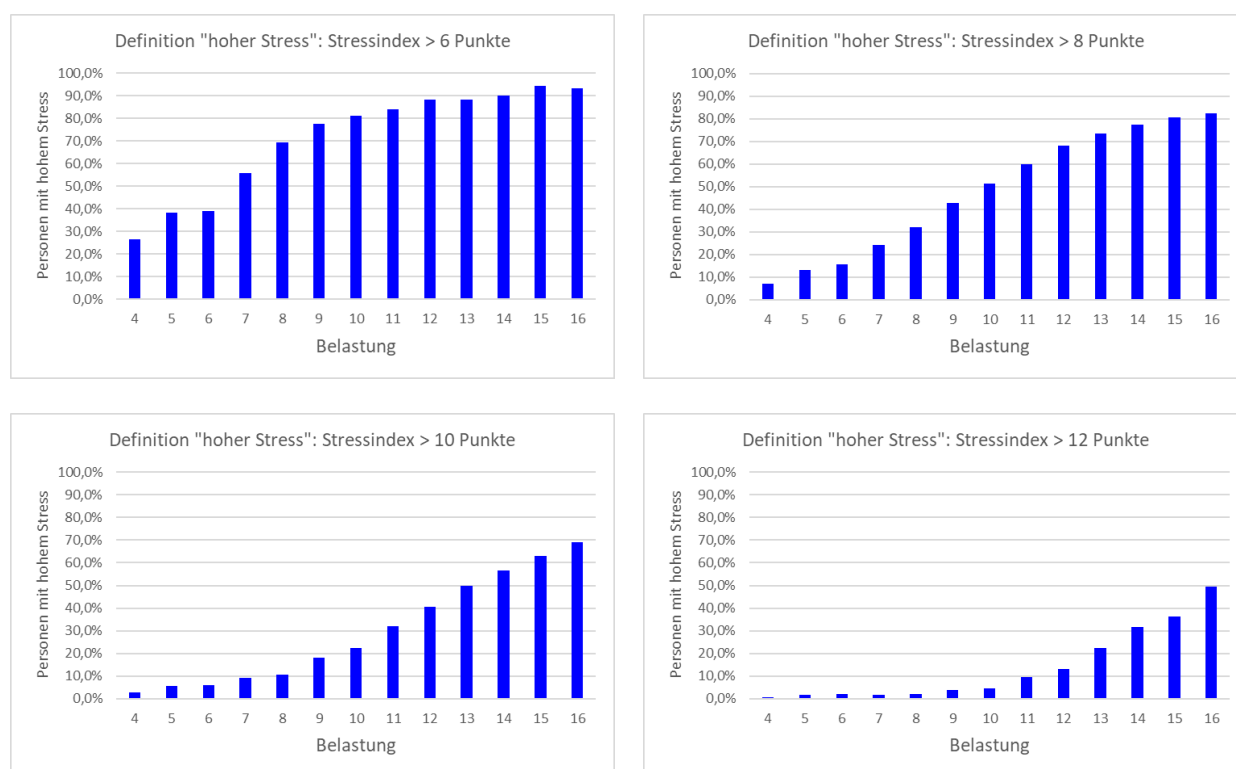 Definition "hoher Stress": Stressindex > 6 Punkte
Personen mit hohem Stress
100,0%
90,0%
80,0%
70,0%
60,0%
50,0%
40,0%
30,0%
20,0%
10,0%
0,0%
4 5 6 7 8 9 10 11 12 13 14 15 16
Belastung
Definition "hoher Stress": Stressindex > 8 Punkte
Personen mit hohem Stress
100,0%
90,0%
80,0%
70,0%
60,0%
50,0%
40,0%
30,0%
20,0%
10,0%
0,0%
4 5 6 7 8 9 10 11 12 13 14 15 16
Belastung
Definition "hoher Stress": Stressindex > 10 Punkte
Personen mit hohem Stress
100,0%
90,0%
80,0%
70,0%
60,0%
50,0%
40,0%
30,0%
20,0%
10,0%
0,0%
4 5 6 7 8 9 10 11 12 13 14 15 16
Belastung
Definition "hoher Stress": Stressindex > 12 Punkte
Personen mit hohem Stress
100,0%
90,0%
80,0%
70,0%
60,0%
50,0%
40,0%
30,0%
20,0%
10,0%
0,0%
4 5 6 7 8 9 10 11 12 13 14 15 16
Belastung